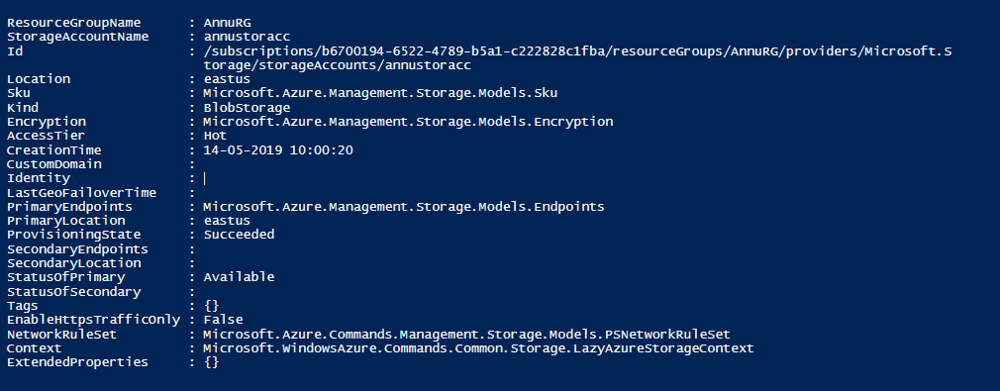 ResourceGroupName      : AnnuRG
StorageAccountName     : annustoracc
Id                     : /subscriptions/b6700194-6522-4789-b5a1-c222828c1fba/resourceGroups/AnnuRG/providers/Microsoft.S
                         torage/storageAccounts/annustoracc
Location               : eastus
Sku                    : Microsoft.Azure.Management.Storage.Models.Sku
Kind                   : BlobStorage
Encryption             : Microsoft.Azure.Management.Storage.Models.Encryption
AccessTier             : Hot
CreationTime           : 14-05-2019 10:00:20
CustomDomain           :
Identity               :
LastGeoFailoverTime    :
PrimaryEndpoints       : Microsoft.Azure.Management.Storage.Models.Endpoints
PrimaryLocation        : eastus
ProvisioningState      : Succeeded
SecondaryEndpoints     :
SecondaryLocation      :
StatusOfPrimary        : Available
StatusOfSecondary      :
Tags                   : {}
EnableHttpsTrafficOnly : False
NetworkRuleSet         : Microsoft.Azure.Commands.Management.Storage.Models.PSNetworkRuleSet
Context                : Microsoft.WindowsAzure.Commands.Common.Storage.LazyAzureStorageContext
ExtendedProperties     : {}